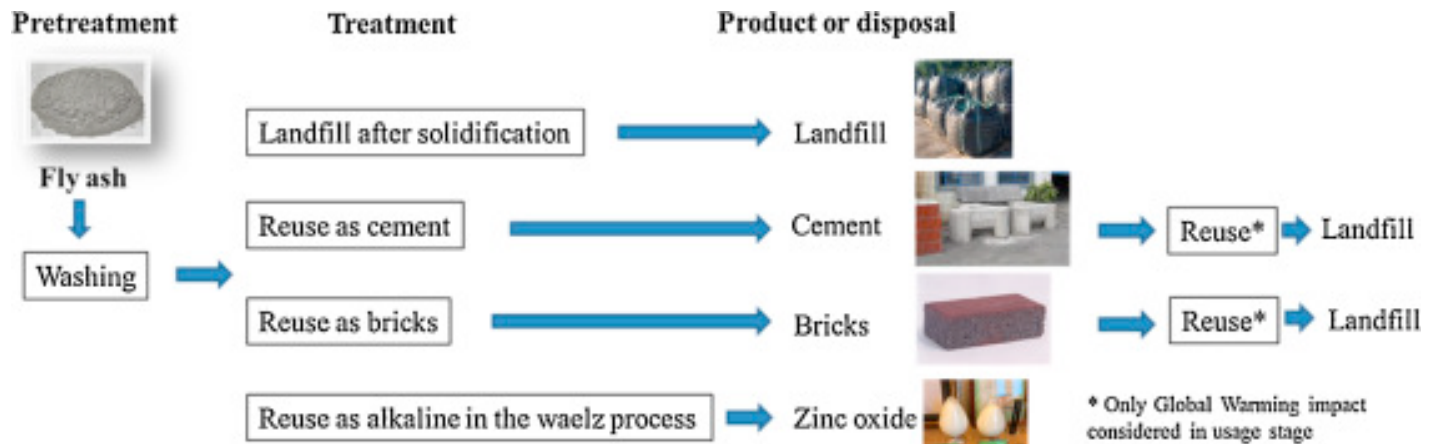 Pretreatment
Treatment
Product or disposal
Fly ash
Washing
Landfill after solidification
Landfill
Reuse as cement
Cement
Reuse*
Landfill
Reuse as bricks
Bricks
Reuse*
Landfill
Reuse as alkaline in the waelz process
Zinc oxide
* Only Global Warming impact
considered in usage stage